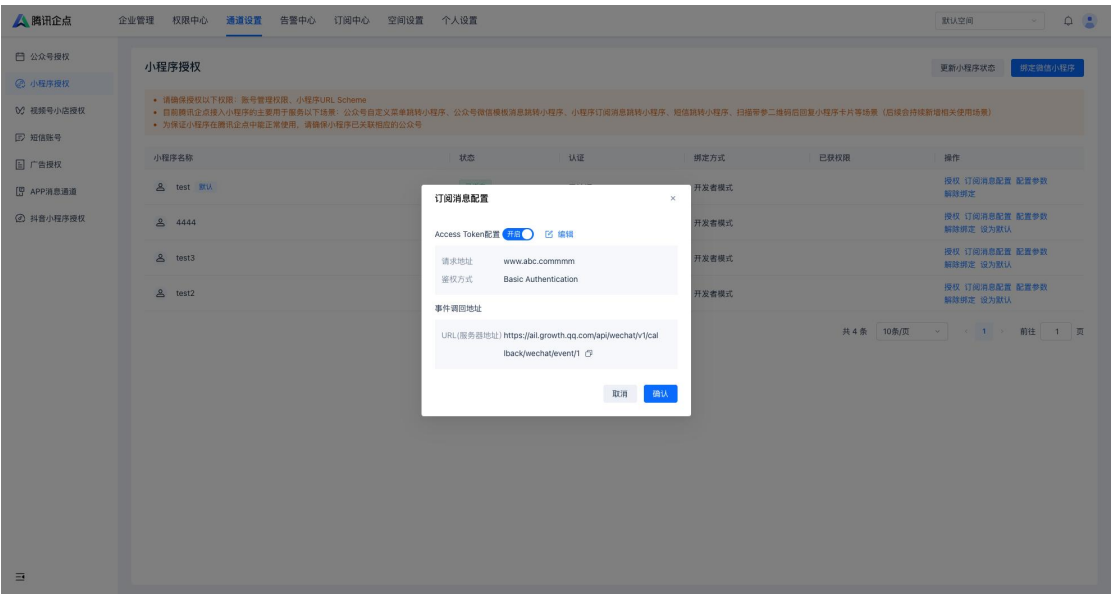 腾讯企点
企业管理 权限中心 通道设置 告警中心 订阅中心 空间设置 个人设置
默认空间
公众号授权
小程序授权
视频号小店授权
短信账号
广告授权
APP消息通道
抖音小程序授权
小程序授权
更新小程序状态 绑定微信小程序
• 请确保授权以下权限：账号管理权限、小程序URL Scheme
• 目前腾讯企点接入小程序的主要用于服务以下场景：公众号自定义菜单跳转小程序、公众号微信模板消息跳转小程序、小程序订阅消息跳转小程序、短信跳转小程序、扫描带参二维码后回复小程序卡片等场景（后续会持续新增相关使用场景）
• 为保证小程序在腾讯企点中能正常使用，请确保小程序已关联相应的公众号
小程序名称 状态 认证 绑定方式 已获权限 操作
test 默认 开发者模式 授权 订阅消息配置 配置参数
解除绑定
4444 开发者模式 授权 订阅消息配置 配置参数
解除绑定 设为默认
test3 开发者模式 授权 订阅消息配置 配置参数
解除绑定 设为默认
test2 开发者模式 授权 订阅消息配置 配置参数
解除绑定 设为默认
共 4 条 10条/页 1 前往 1 页
订阅消息配置
Access Token配置 开启 编辑
请求地址 www.abc.commmm
鉴权方式 Basic Authentication
事件调回地址
URL(服务器地址) https://ail.growth.qq.com/api/wechat/v1/cal
lback/wechat/event/1
取消 确认